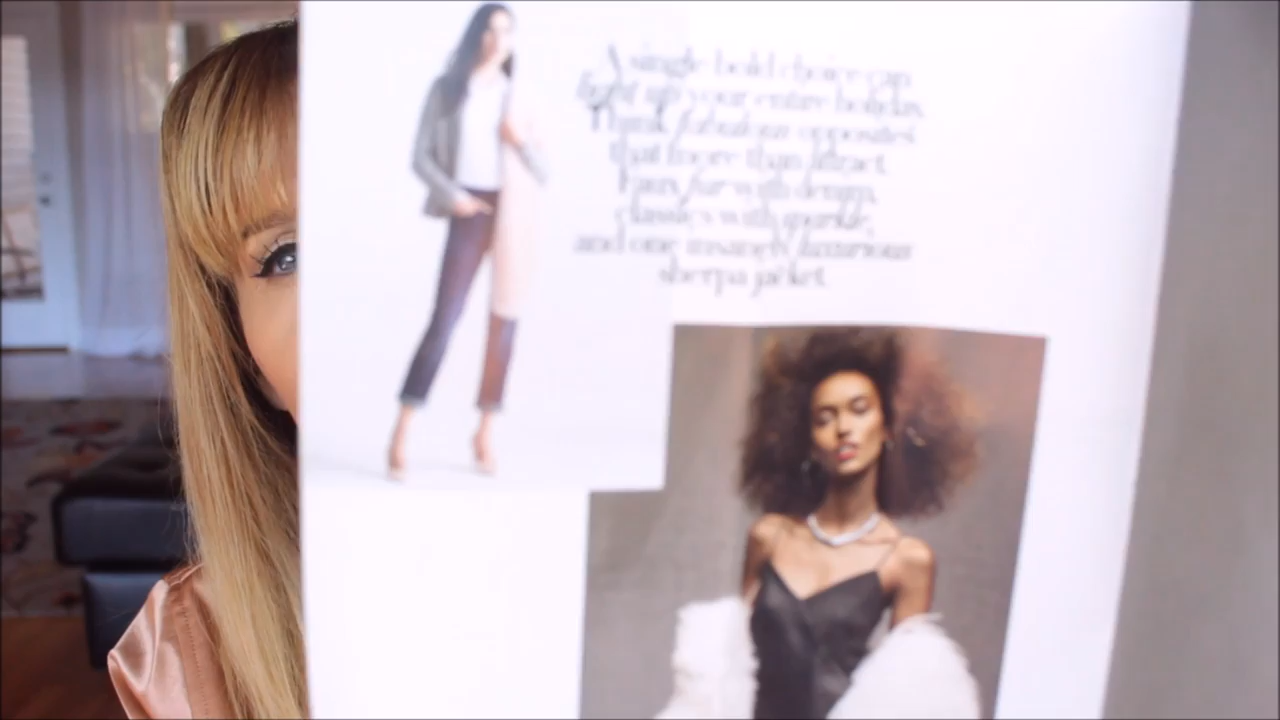 A single bold choice can
light up your entire holiday.
Think fabulous opposites
that more than attract.
Faux fur with denim,
classics with sparkle,
and one insanely luxurious
sherpa jacket.